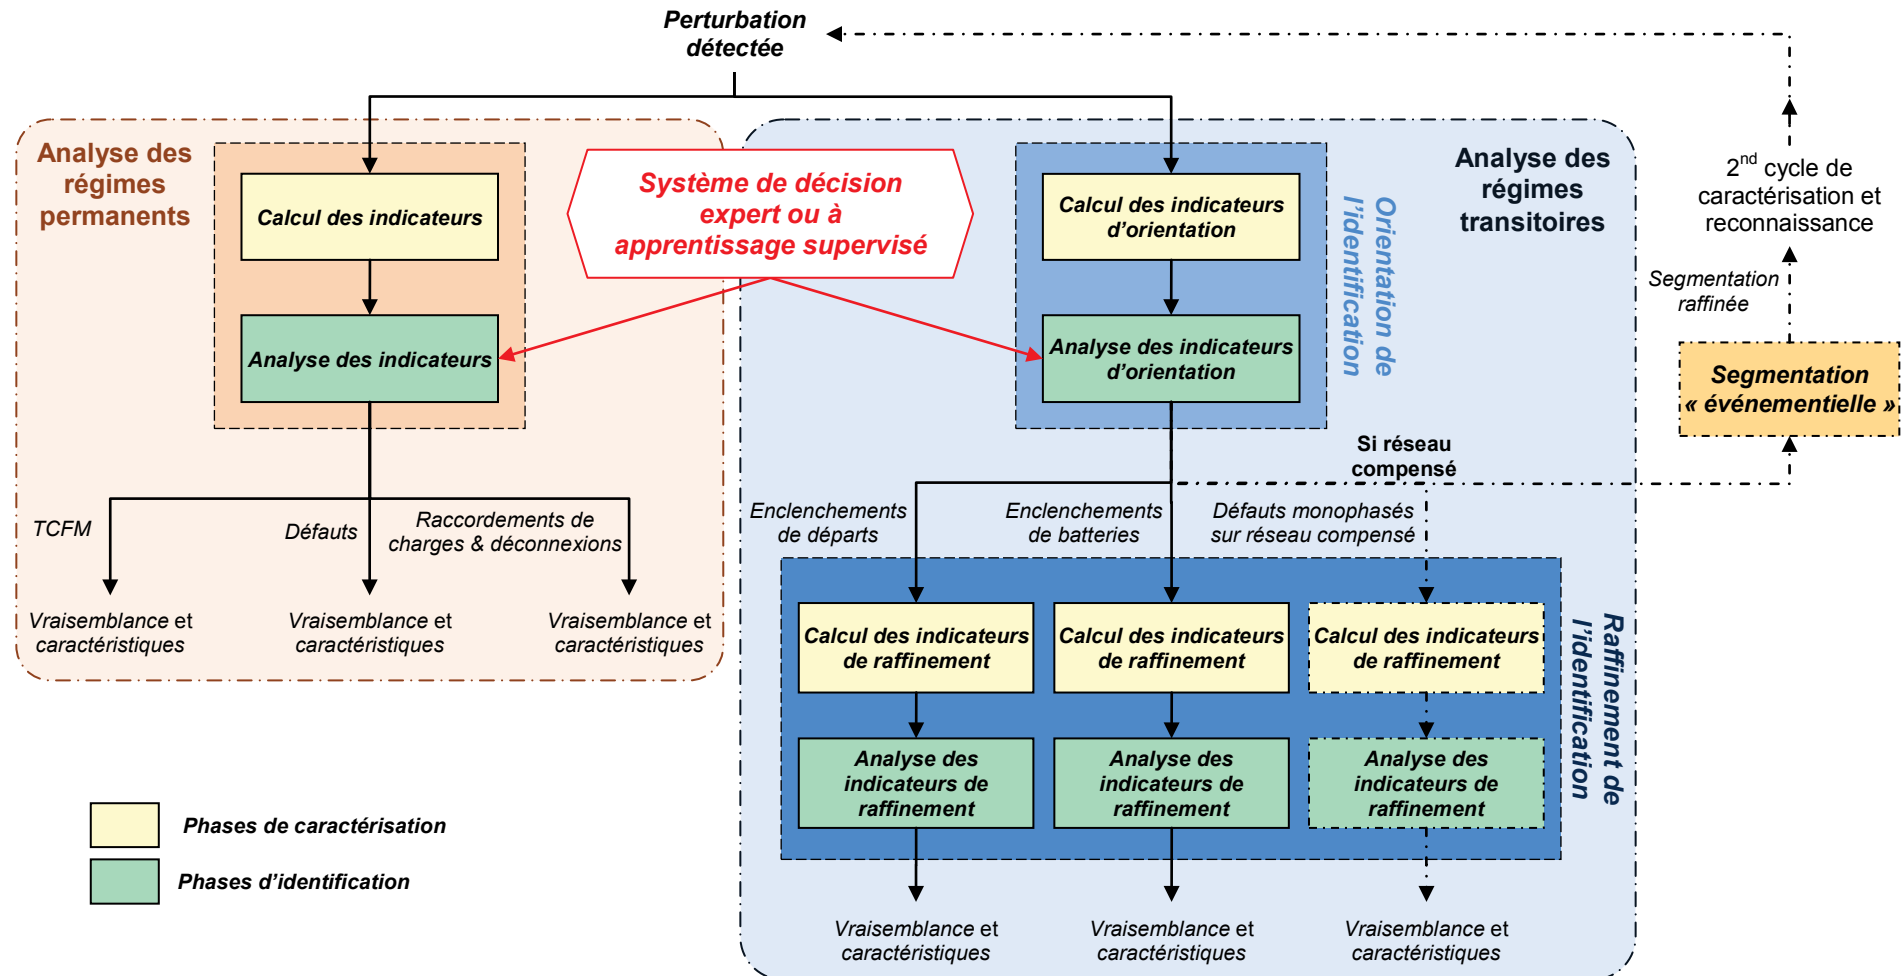 Perturbation
détectée
Analyse des
régimes
permanents
Calcul des indicateurs
Analyse des indicateurs
TCFM
Défauts
Raccordements de
charges & déconnexions
Vraisemblance et
caractéristiques
Vraisemblance et
caractéristiques
Vraisemblance et
caractéristiques
Système de décision
expert ou à
apprentissage supervisé
Calcul des indicateurs
d'orientation
Analyse des indicateurs
d'orientation
Orientation de
l'identification
Analyse des
régimes
transitoires
Si réseau
compensé
Enclenchements
de départs
Enclenchements
de batteries
Défauts monophasés
sur réseau compensé
Calcul des indicateurs
de raffinement
Calcul des indicateurs
de raffinement
Calcul des indicateurs
de raffinement
Analyse des
indicateurs de
raffinement
Analyse des
indicateurs de
raffinement
Analyse des
indicateurs de
raffinement
Raffinement de
l'identification
Vraisemblance et
caractéristiques
Vraisemblance et
caractéristiques
Vraisemblance et
caractéristiques
2nd cycle de
caractérisation et
reconnaissance
Segmentation
raffinée
Segmentation
« événementielle »
Phases de caractérisation
Phases d'identification